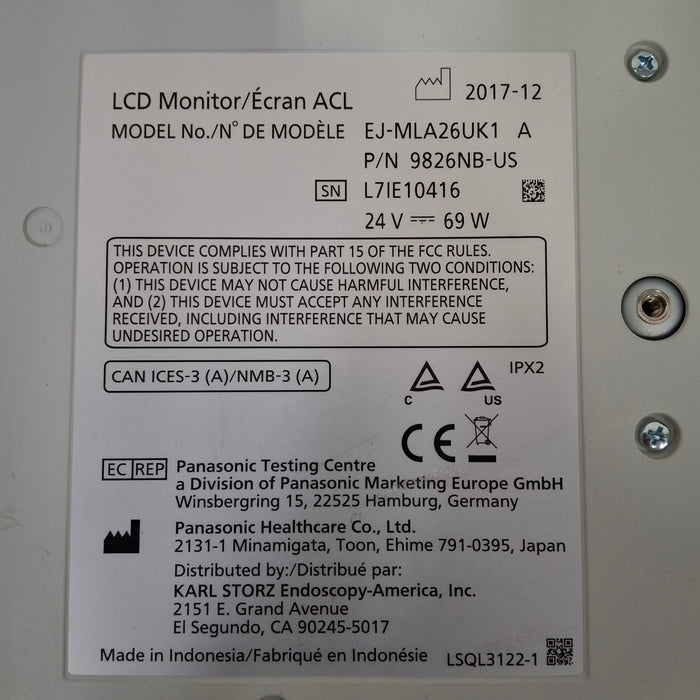 LCD Monitor/Écran ACL
2017-12
MODEL No./N° DE MODÈLE EJ-MLA26UK1 A
P/N 9826NB-US
SN L7IE10416
24 V ⎓ 69 W
THIS DEVICE COMPLIES WITH PART 15 OF THE FCC RULES.
OPERATION IS SUBJECT TO THE FOLLOWING TWO CONDITIONS:
(1) THIS DEVICE MAY NOT CAUSE HARMFUL INTERFERENCE,
AND (2) THIS DEVICE MUST ACCEPT ANY INTERFERENCE
RECEIVED, INCLUDING INTERFERENCE THAT MAY CAUSE
UNDESIRED OPERATION.
CAN ICES-3 (A)/NMB-3 (A)
IPX2
C US
CE
EC REP Panasonic Testing Centre
a Division of Panasonic Marketing Europe GmbH
Winsbergring 15, 22525 Hamburg, Germany
Panasonic Healthcare Co., Ltd.
2131-1 Minamigata, Toon, Ehime 791-0395, Japan
Distributed by:/Distribué par:
KARL STORZ Endoscopy-America, Inc.
2151 E. Grand Avenue
El Segundo, CA 90245-5017
Made in Indonesia/Fabriqué en Indonésie LSQL3122-1